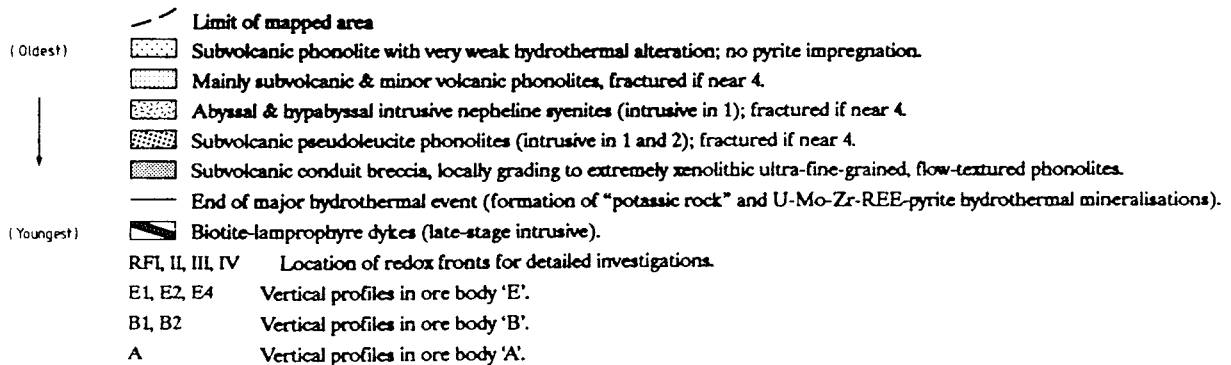 Limit of mapped area
(Oldest) Subvolcanic phonolite with very weak hydrothermal alteration; no pyrite impregnation.
Mainly subvolcanic & minor volcanic phonolites, fractured if near 4.
Abyssal & hypabyssal intrusive nepheline syenites (intrusive in 1); fractured if near 4.
Subvolcanic pseudoleucite phonolites (intrusive in 1 and 2); fractured if near 4.
Subvolcanic conduit breccia, locally grading to extremely xenolithic ultra-fine-grained, flow-textured phonolites.
End of major hydrothermal event (formation of "potassic rock" and U-Mo-Zr-REE-pyrite hydrothermal mineralisations).
(Youngest) Biotite-lamprophyre dykes (late-stage intrusive).
RFI, II, III, IV Location of redox fronts for detailed investigations.
E1, E2, E4 Vertical profiles in ore body 'E'.
B1, B2 Vertical profiles in ore body 'B'.
A Vertical profiles in ore body 'A'.